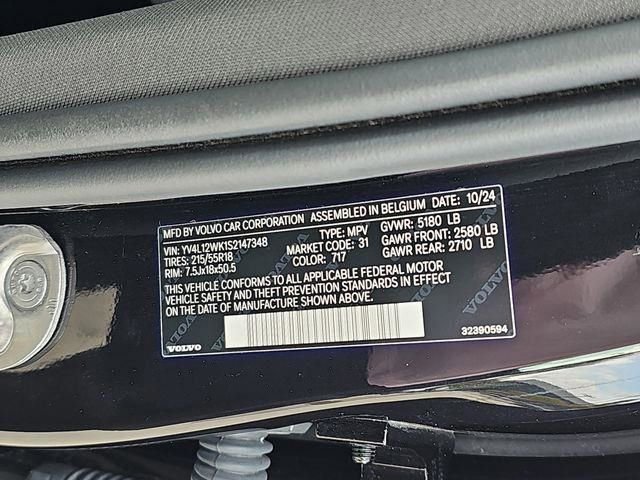 MFD BY VOLVO CAR CORPORATION ASSEMBLED IN BELGIUM DATE: 10/24
VIN: YV4L12WK1S2147348 TYPE: MPV GVWR: 5180 LB
TIRES: 215/55R18 MARKET CODE: 31 GAWR FRONT: 2580 LB
RIM: 7.5Jx18x50.5 COLOR: 717 GAWR REAR: 2710 LB
THIS VEHICLE CONFORMS TO ALL APPLICABLE FEDERAL MOTOR
VEHICLE SAFETY AND THEFT PREVENTION STANDARDS IN EFFECT
ON THE DATE OF MANUFACTURE SHOWN ABOVE.
VOLVO
32390594
VOLVO
VOLVO